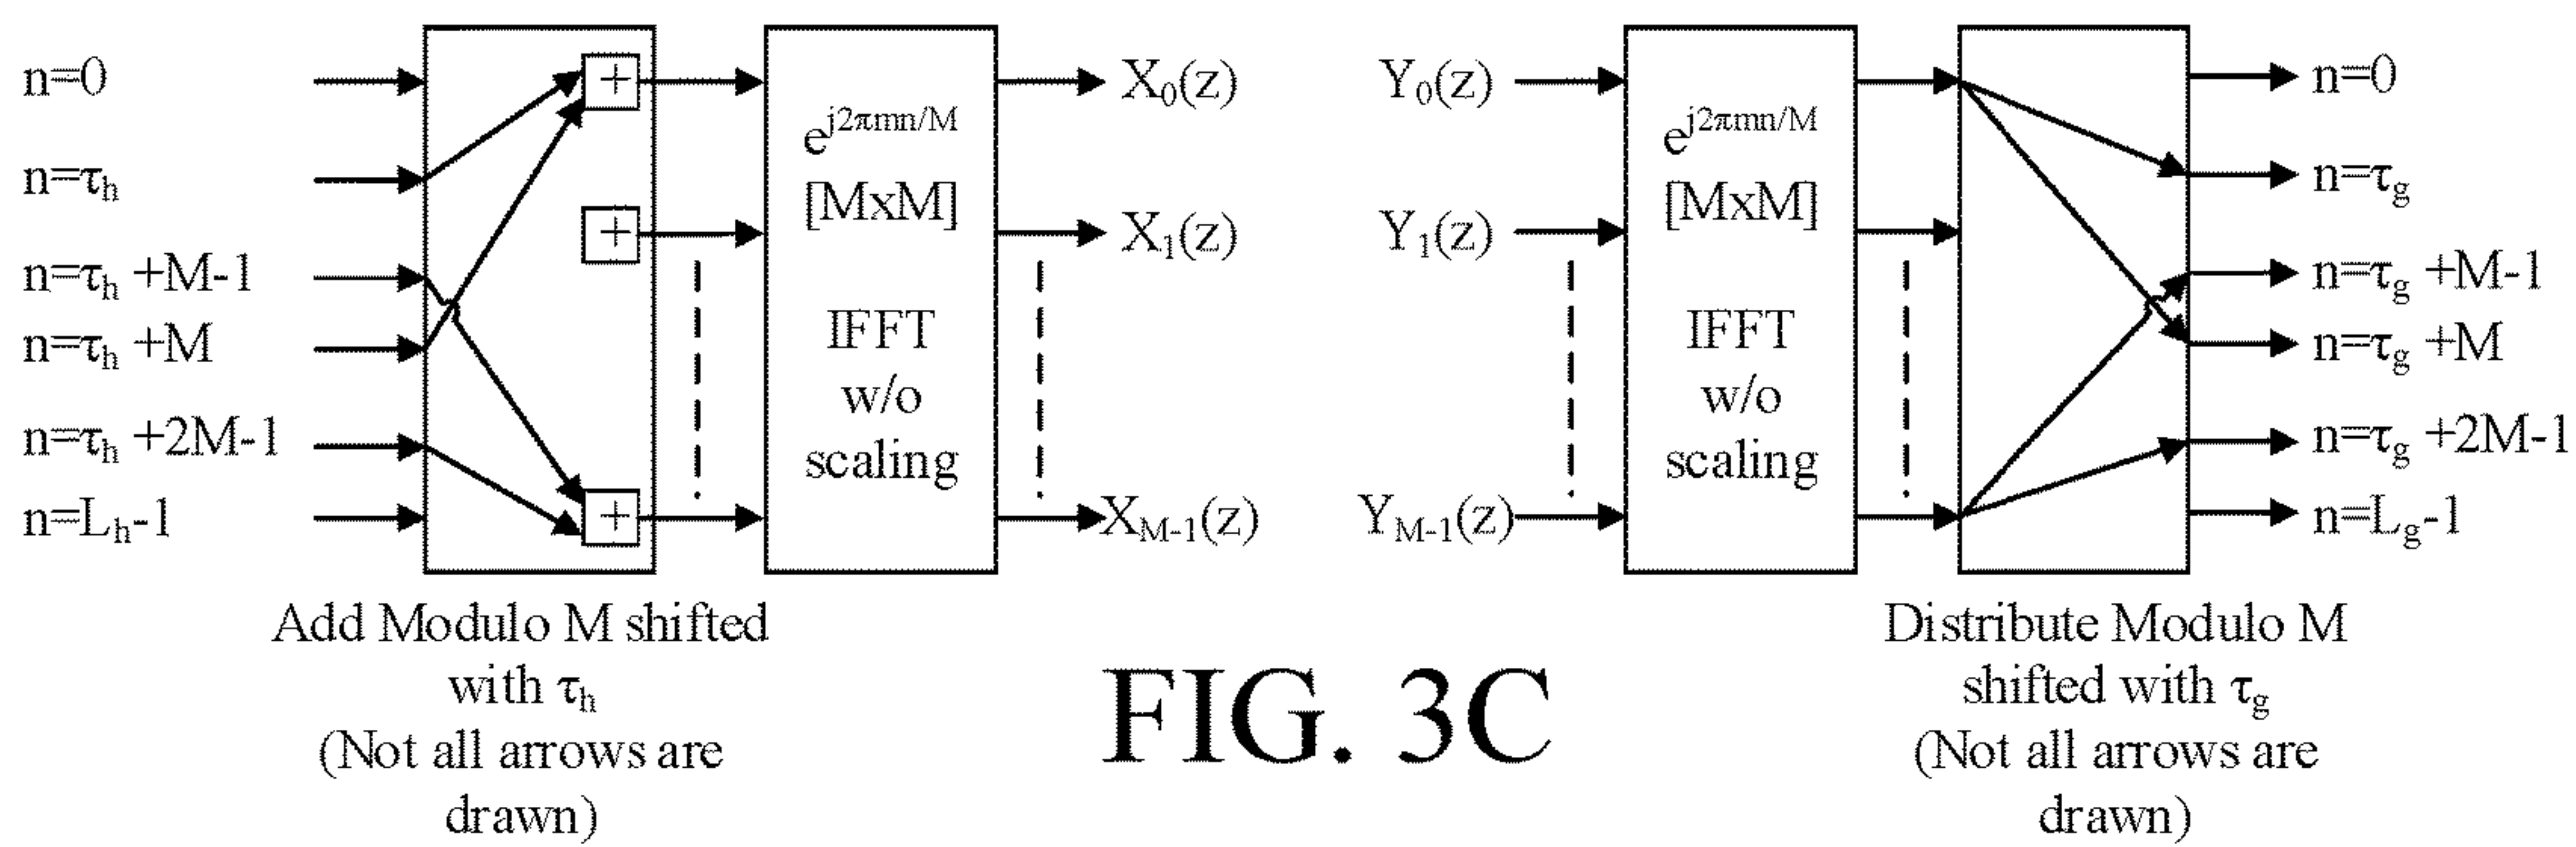 n=0
n=τh
n=τh +M-1
n=τh +M
n=τh +2M-1
n=Lh-1
+
+
+
Add Modulo M shifted
with τh
(Not all arrows are
drawn)
e^j2πmn/M
[MxM]
IFFT
w/o
scaling
X0(z)
X1(z)
XM-1(z)
Y0(z)
Y1(z)
YM-1(z)
e^j2πmn/M
[MxM]
IFFT
w/o
scaling
n=0
n=τg
n=τg +M-1
n=τg +M
n=τg +2M-1
n=Lg-1
Distribute Modulo M
shifted with τg
(Not all arrows are
drawn)
FIG. 3C